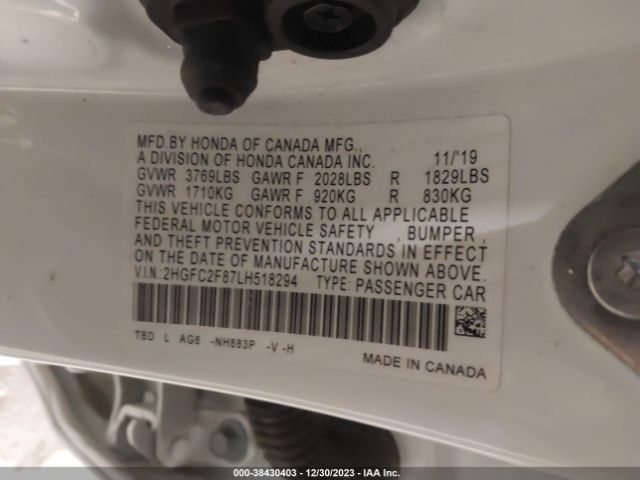 MFD.BY HONDA OF CANADA MFG.,
A DIVISION OF HONDA CANADA INC. 11/'19
GVWR 3769LBS GAWR F 2028LBS R 1829LBS
GVWR 1710KG GAWR F 920KG R 830KG
THIS VEHICLE CONFORMS TO ALL APPLICABLE
FEDERAL MOTOR VEHICLE SAFETY , BUMPER ,
AND THEFT PREVENTION STANDARDS IN EFFECT
ON THE DATE OF MANUFACTURE SHOWN ABOVE.
V.I.N: 2HGFC2F87LH518294 TYPE: PASSENGER CAR
TBD L AG6 -NH883P -V -H
MADE IN CANADA
000-38430403 - 12/30/2023 - IAA Inc.